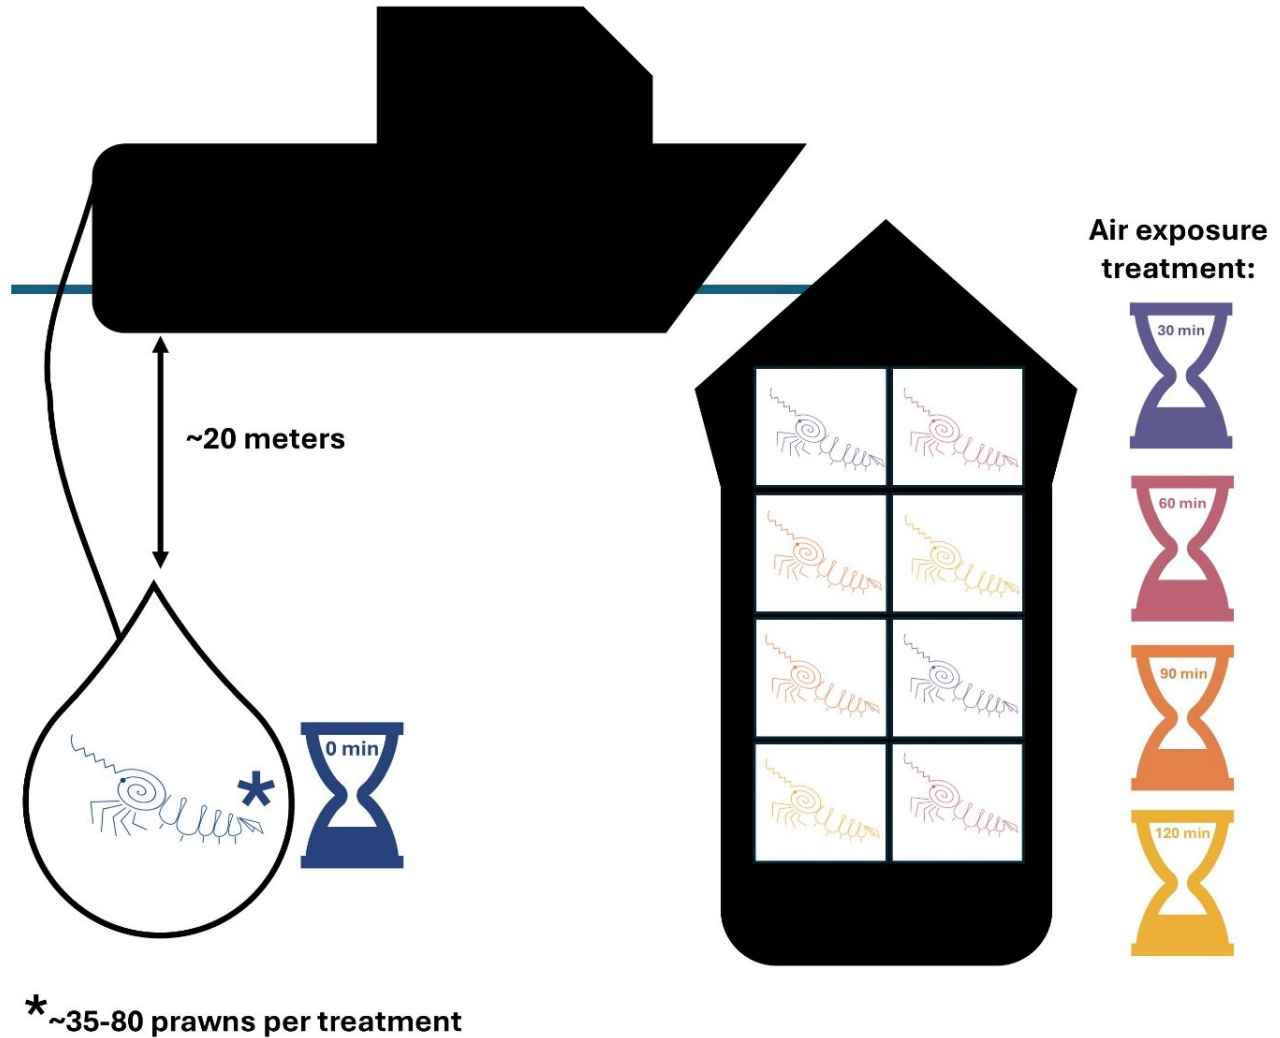 Air exposure
treatment:
30 min
~20 meters
60 min
90 min
0 min
120 min
*~35-80 prawns per treatment